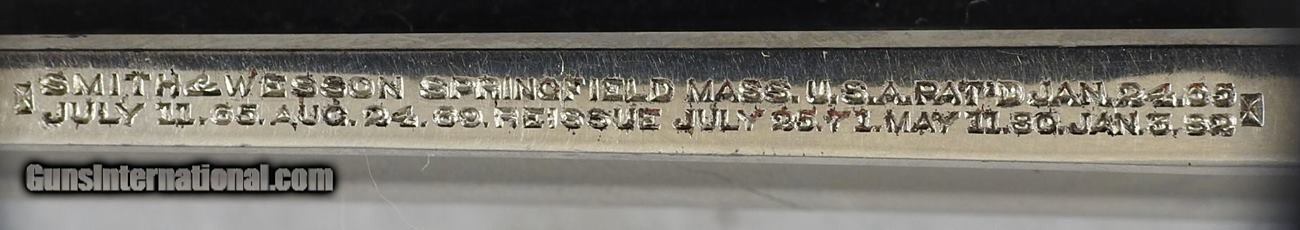 SMITH & WESSON SPRINGFIELD MASS. U.S.A. PAT'D JAN. 24. 65
JULY 11. 65. AUG. 24. 69. REISSUE JULY 25. 71. MAY 11. 80. JAN. 3. 82
GunsInternational.com